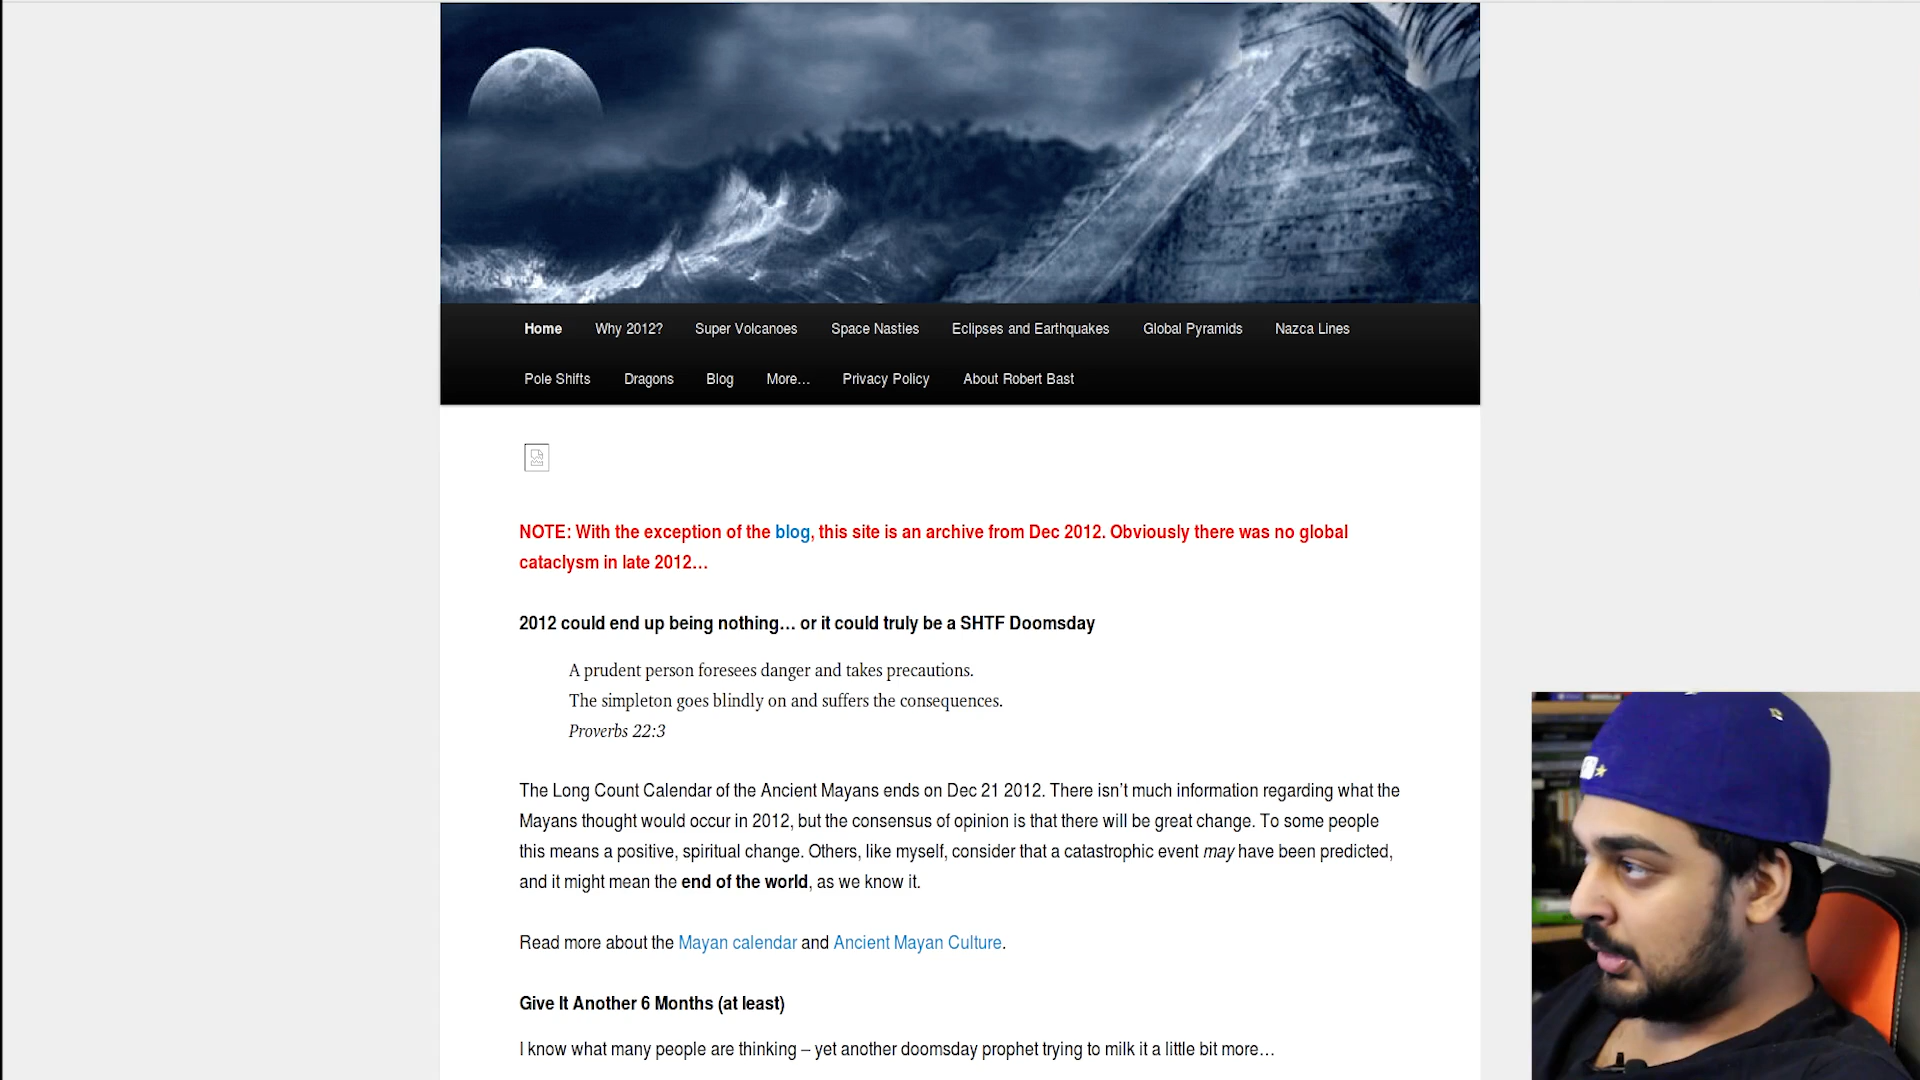 Home Why 2012? Super Volcanoes Space Nasties Eclipses and Earthquakes Global Pyramids Nazca Lines
Pole Shifts Dragons Blog More… Privacy Policy About Robert Bast
NOTE: With the exception of the blog, this site is an archive from Dec 2012. Obviously there was no global
cataclysm in late 2012…
2012 could end up being nothing… or it could truly be a SHTF Doomsday
A prudent person foresees danger and takes precautions.
The simpleton goes blindly on and suffers the consequences.
Proverbs 22:3
The Long Count Calendar of the Ancient Mayans ends on Dec 21 2012. There isn’t much information regarding what the
Mayans thought would occur in 2012, but the consensus of opinion is that there will be great change. To some people
this means a positive, spiritual change. Others, like myself, consider that a catastrophic event may have been predicted,
and it might mean the end of the world, as we know it.
Read more about the Mayan calendar and Ancient Mayan Culture.
Give It Another 6 Months (at least)
I know what many people are thinking – yet another doomsday prophet trying to milk it a little bit more…